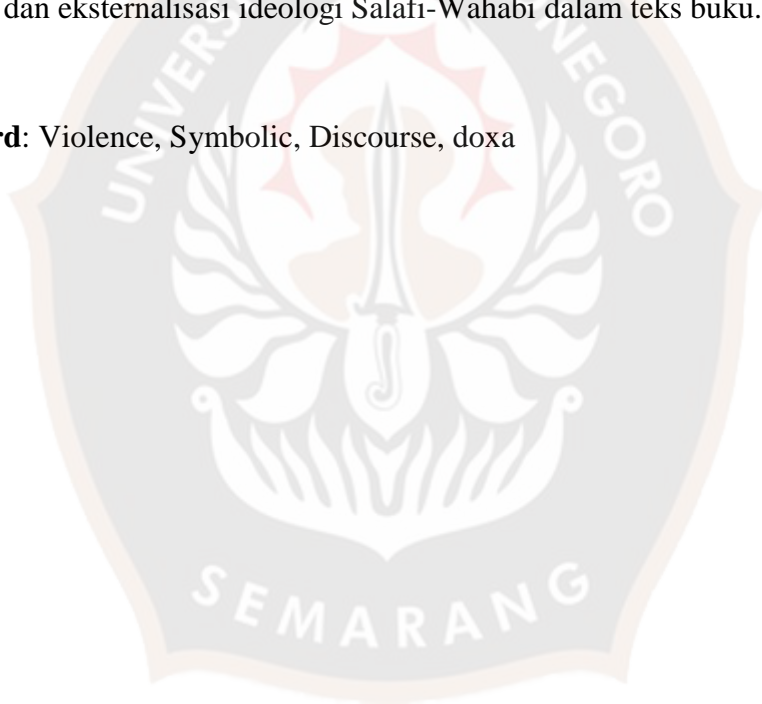 dan eksternalisasi ideologi Salafi-Wahabi dalam teks buku.
rd: Violence, Symbolic, Discourse, doxa
SEMARANG